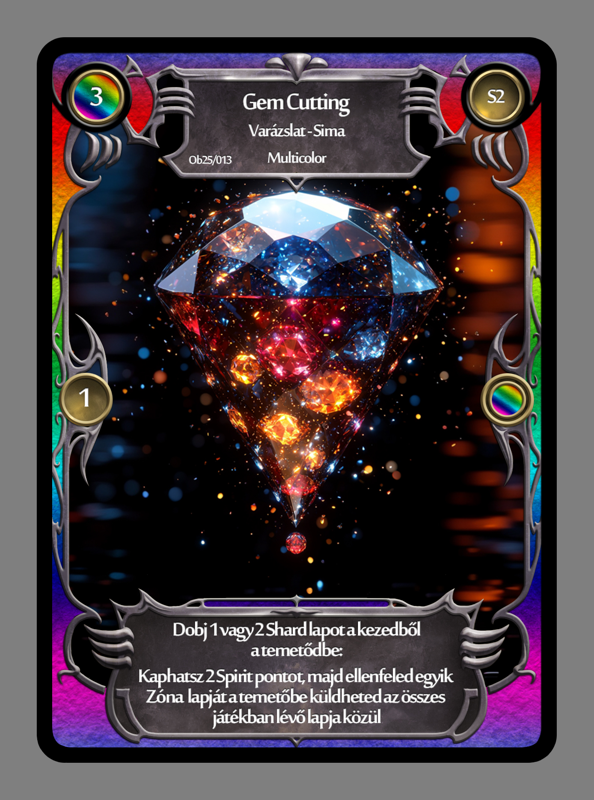 3
Gem Cutting
S2
Varázslat - Sima
Ob25/013 Multicolor
1
Dobj 1 vagy 2 Shard lapot a kezedből
a temetődbe:
Kaphatsz 2 Spirit pontot, majd ellenfeled egyik
Zóna lapját a temetőbe küldheted az összes
játékban lévő lapja közül